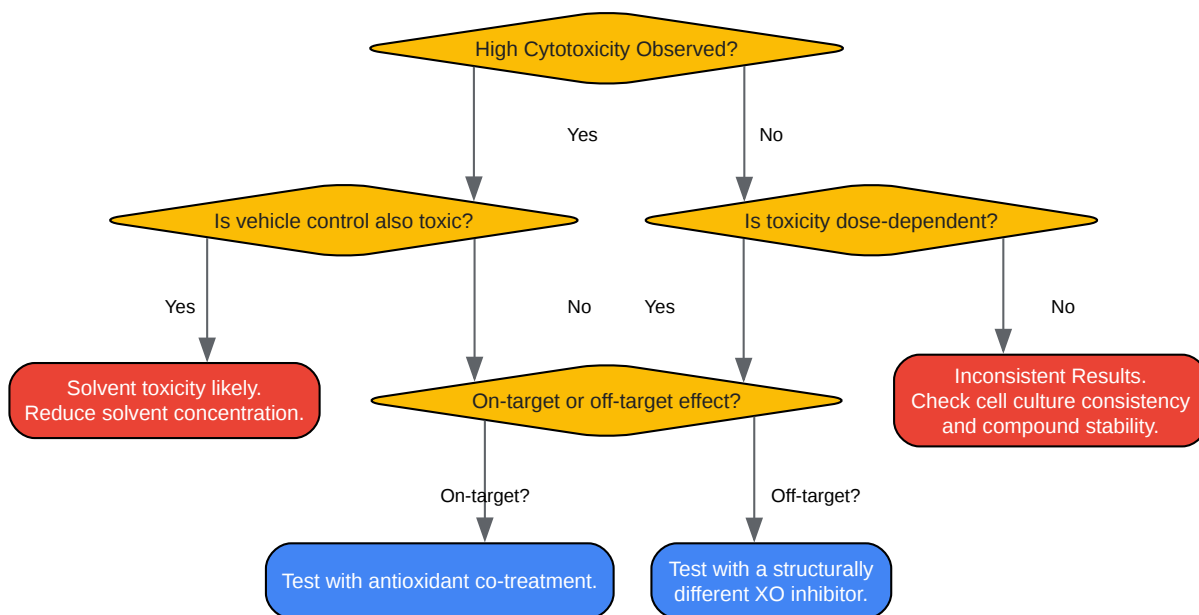 High Cytotoxicity Observed?
Yes
No
Is vehicle control also toxic?
Is toxicity dose-dependent?
Yes
No
Yes
No
Solvent toxicity likely.
Reduce solvent concentration.
On-target or off-target effect?
Inconsistent Results.
Check cell culture consistency
and compound stability.
On-target?
Off-target?
Test with antioxidant co-treatment.
Test with a structurally
different XO inhibitor.